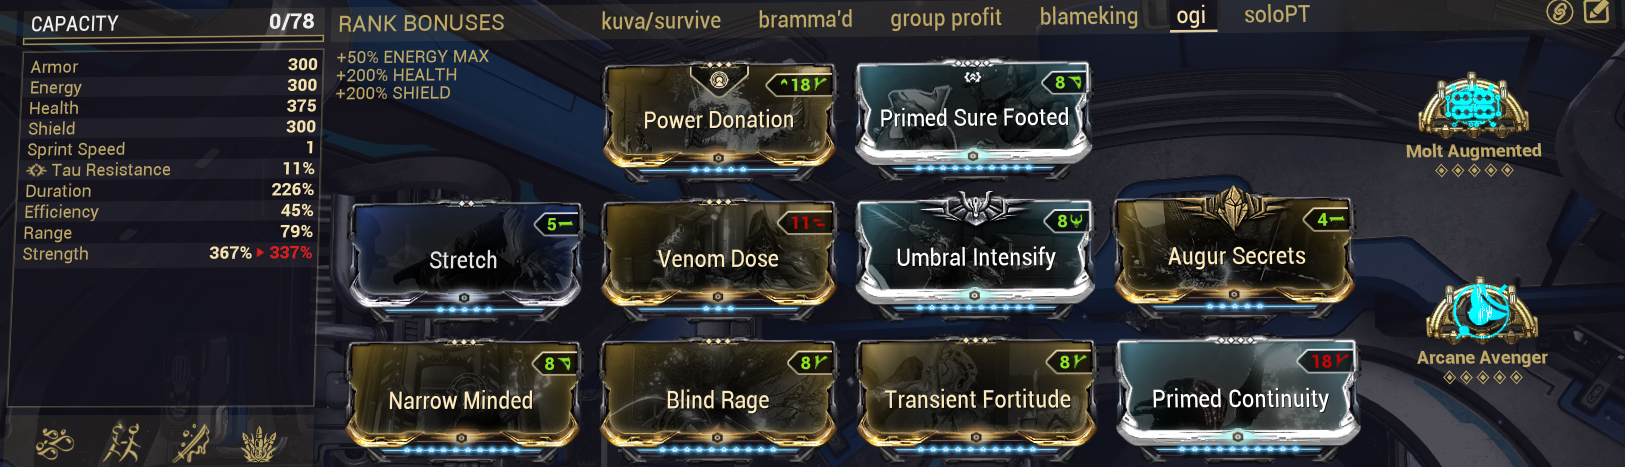 CAPACITY 0/78
RANK BONUSES
+50% ENERGY MAX
+200% HEALTH
+200% SHIELD
kuva/survive bramma'd group profit blameking ogi soloPT
Armor 300
Energy 300
Health 375
Shield 300
Sprint Speed 1
Tau Resistance 11%
Duration 226%
Efficiency 45%
Range 79%
Strength 367% 337%
18
Power Donation
8
Primed Sure Footed
Molt Augmented
5
Stretch
11
Venom Dose
8
Umbral Intensify
4
Augur Secrets
Arcane Avenger
8
Narrow Minded
8
Blind Rage
8
Transient Fortitude
18
Primed Continuity